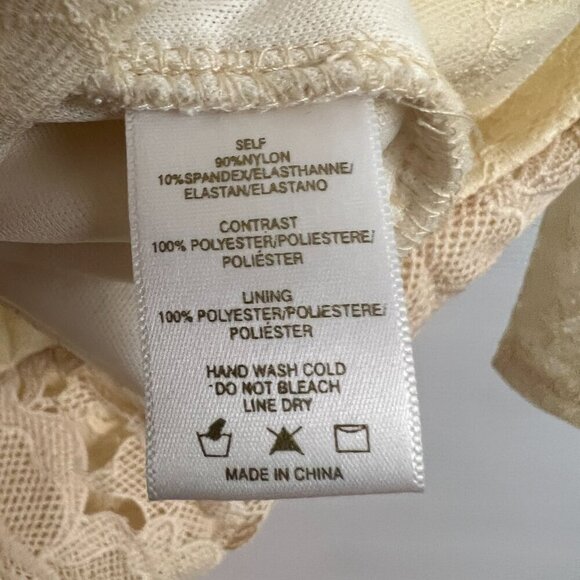 SELF
90%NYLON
10%SPANDEX/ELASTHANNE/
ELASTAN/ELASTANO
CONTRAST
100% POLYESTER/POLIESTERE/
POLIÉSTER
LINING
100% POLYESTER/POLIESTERE/
POLIÉSTER
HAND WASH COLD
DO NOT BLEACH
LINE DRY
MADE IN CHINA